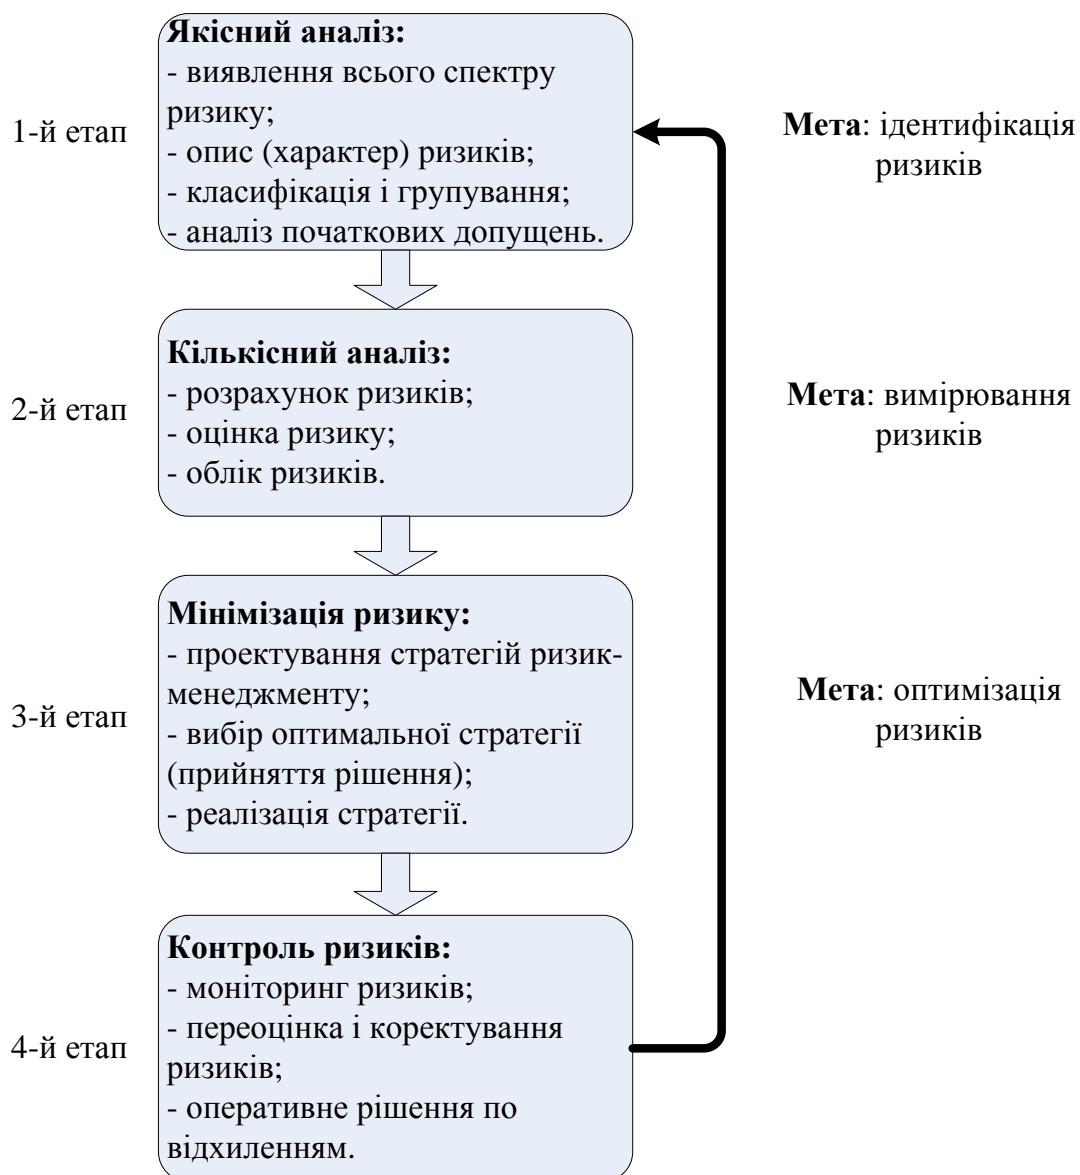 1-й етап
Якісний аналіз:
- виявлення всього спектру
ризику;
- опис (характер) ризиків;
- класифікація і групування;
- аналіз початкових допущень.
Мета: ідентифікація
ризиків
2-й етап
Кількісний аналіз:
- розрахунок ризиків;
- оцінка ризику;
- облік ризиків.
Мета: вимірювання
ризиків
3-й етап
Мінімізація ризику:
- проектування стратегій ризик-
менеджменту;
- вибір оптимальної стратегії
(прийняття рішення);
- реалізація стратегії.
Мета: оптимізація
ризиків
4-й етап
Контроль ризиків:
- моніторинг ризиків;
- переоцінка і коректування
ризиків;
- оперативне рішення по
відхиленням.